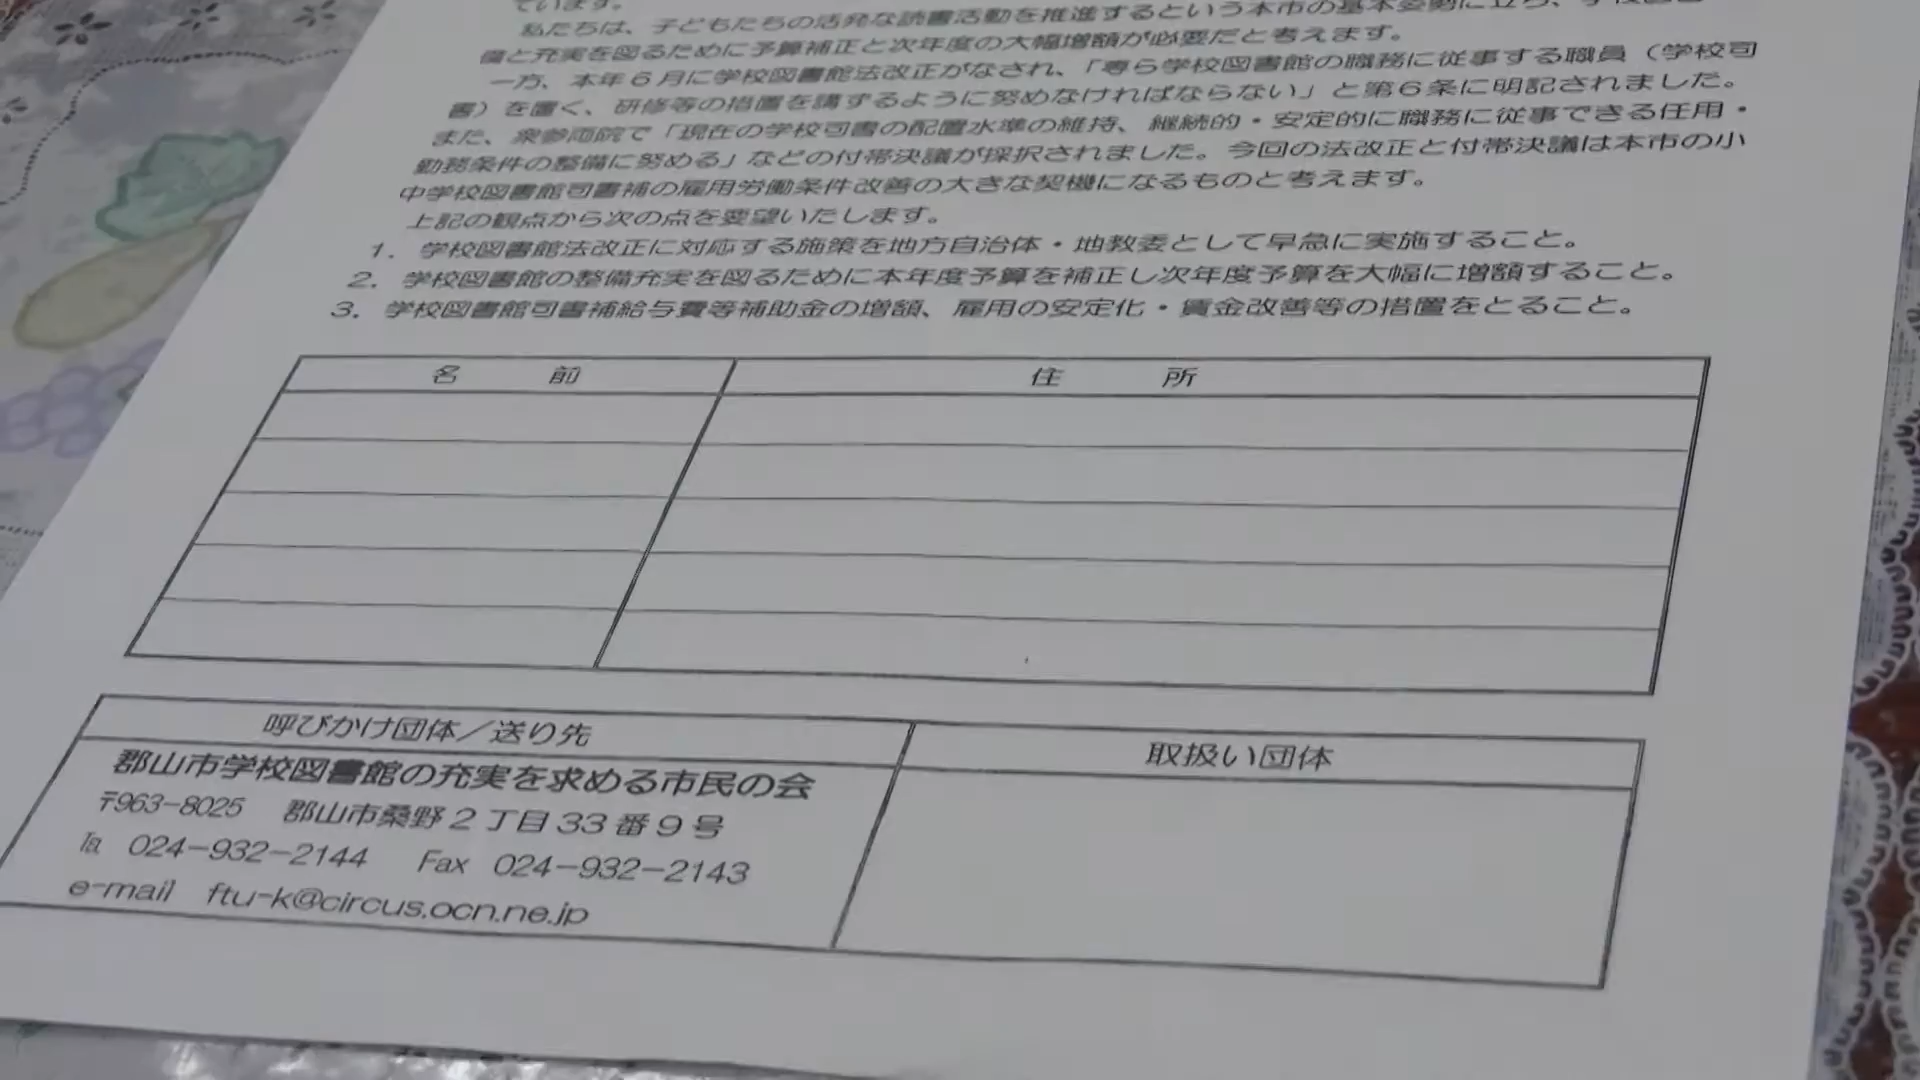 ています。
私たちは、子どもたちの活発な読書活動を推進するという本市の基本姿勢に立ち、学校図書
備と充実を図るために予算補正と次年度の大幅増額が必要だと考えます。
一方、本年6月に学校図書館法改正がなされ、「専ら学校図書館の職務に従事する職員（学校司
書）を置く、研修等の措置を講ずるように努めなければならない」と第6条に明記されました。
また、衆参両院で「現在の学校司書の配置水準の維持、継続的・安定的に職務に従事できる任用・
勤務条件の整備に努める」などの付帯決議が採択されました。今回の法改正と付帯決議は本市の小
中学校図書館司書補の雇用労働条件改善の大きな契機になるものと考えます。
上記の観点から次の点を要望いたします。
1．学校図書館法改正に対応する施策を地方自治体・地教委として早急に実施すること。
2．学校図書館の整備充実を図るために本年度予算を補正し次年度予算を大幅に増額すること。
3．学校図書館司書補給与費等補助金の増額、雇用の安定化・賃金改善等の措置をとること。
名　前　住　所
呼びかけ団体／送り先　取扱い団体
郡山市学校図書館の充実を求める市民の会
〒963-8025　郡山市桑野2丁目33番9号
℡　024-932-2144　Fax　024-932-2143
e-mail　ftu-k@circus.ocn.ne.jp